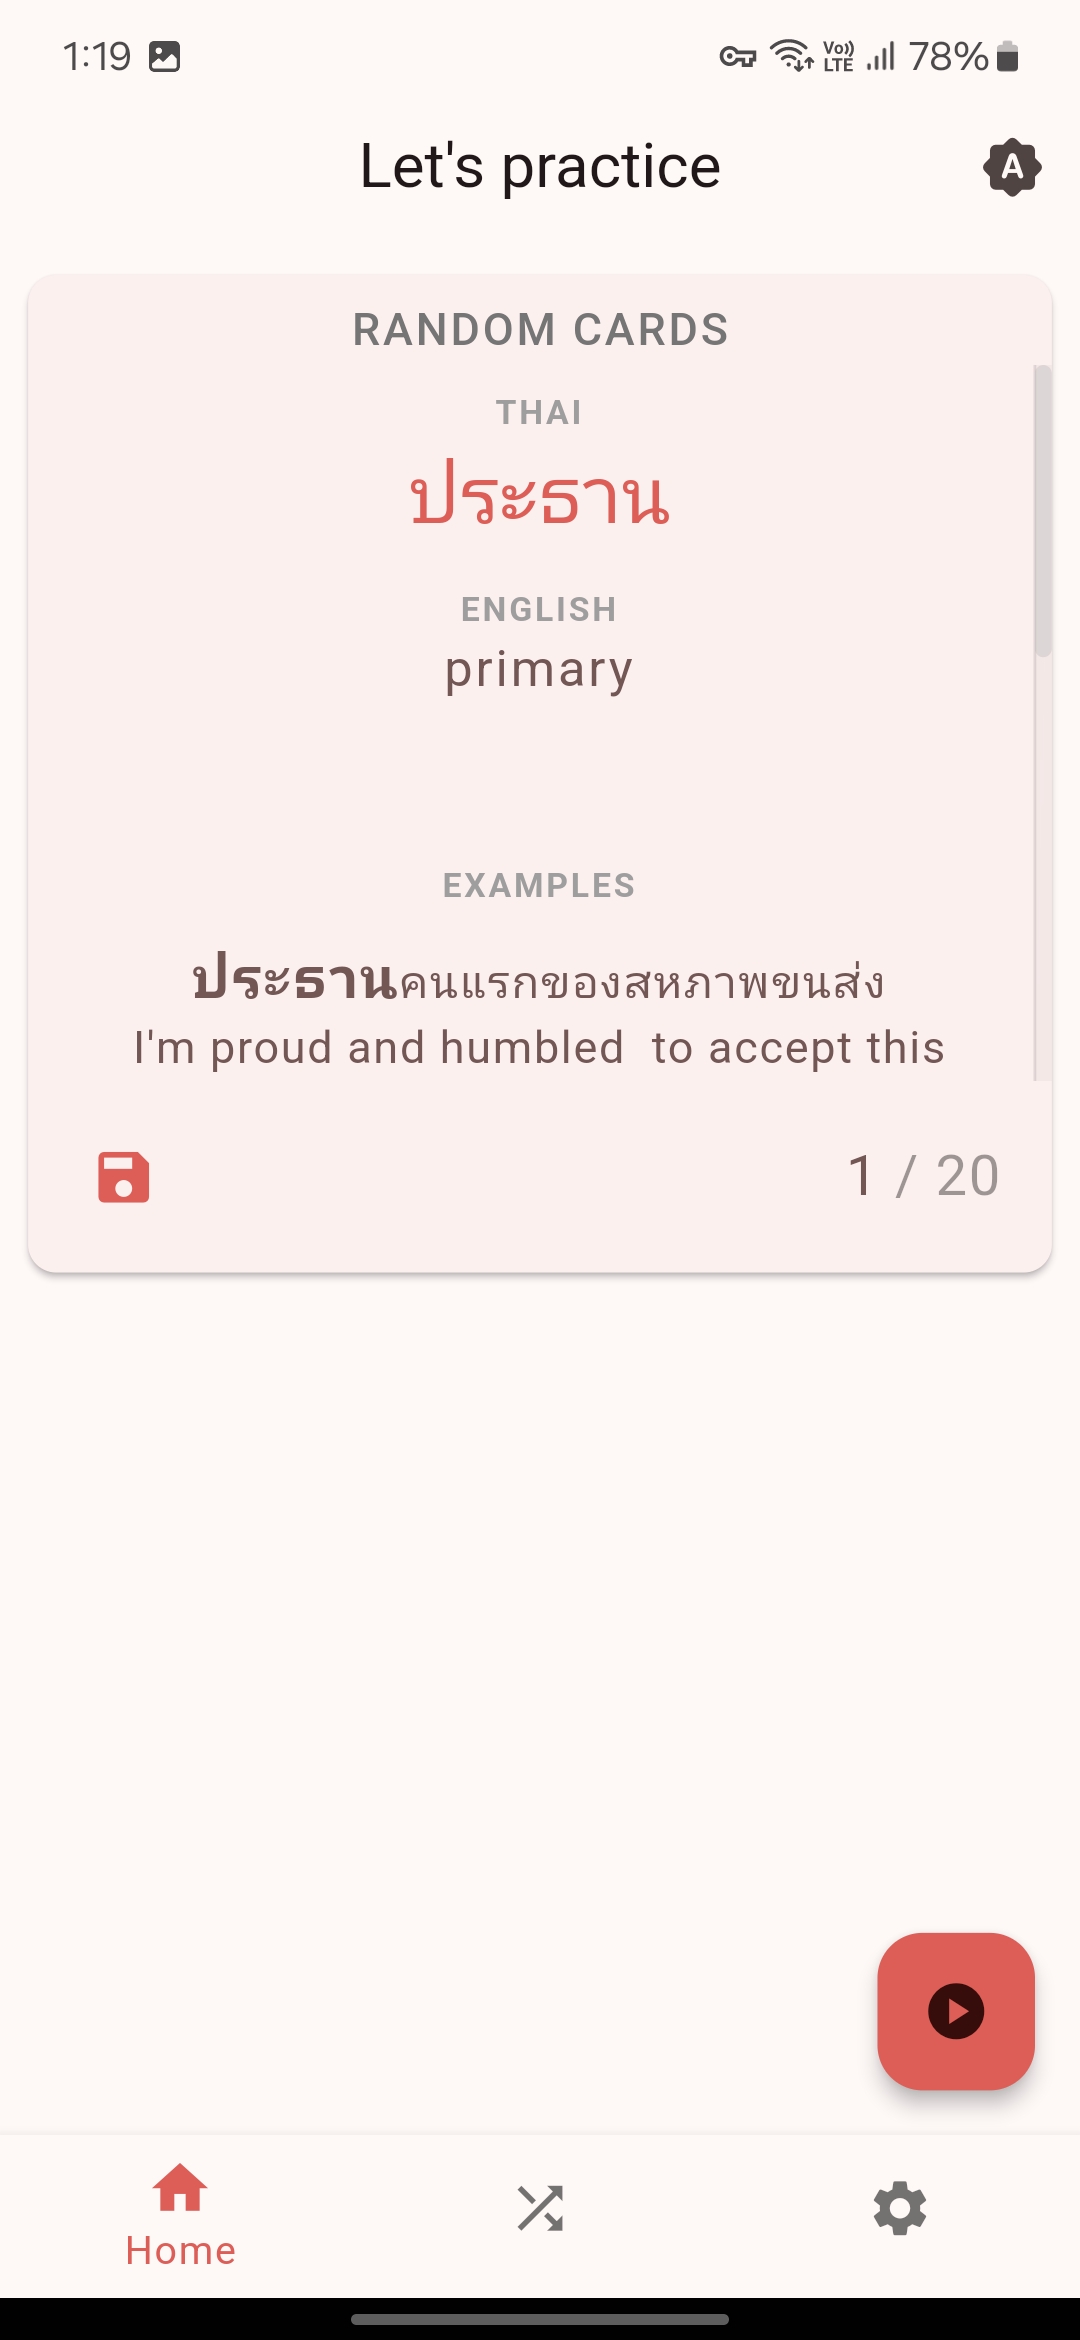 1:19 Vo)) LTE 78%
Let's practice
A
RANDOM CARDS
THAI
ประธาน
ENGLISH
primary
EXAMPLES
ประธานคนแรกของสหภาพขนส่ง
I'm proud and humbled  to accept this
1 / 20
Home